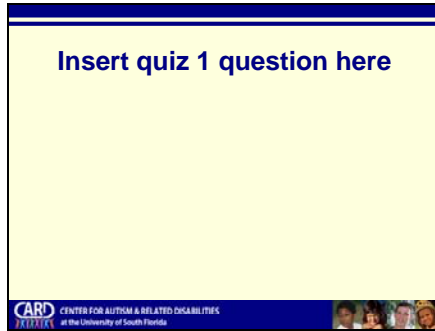 Insert quiz 1 question here
CARD CENTER FOR AUTISM & RELATED DISABILITIES
at the University of South Florida